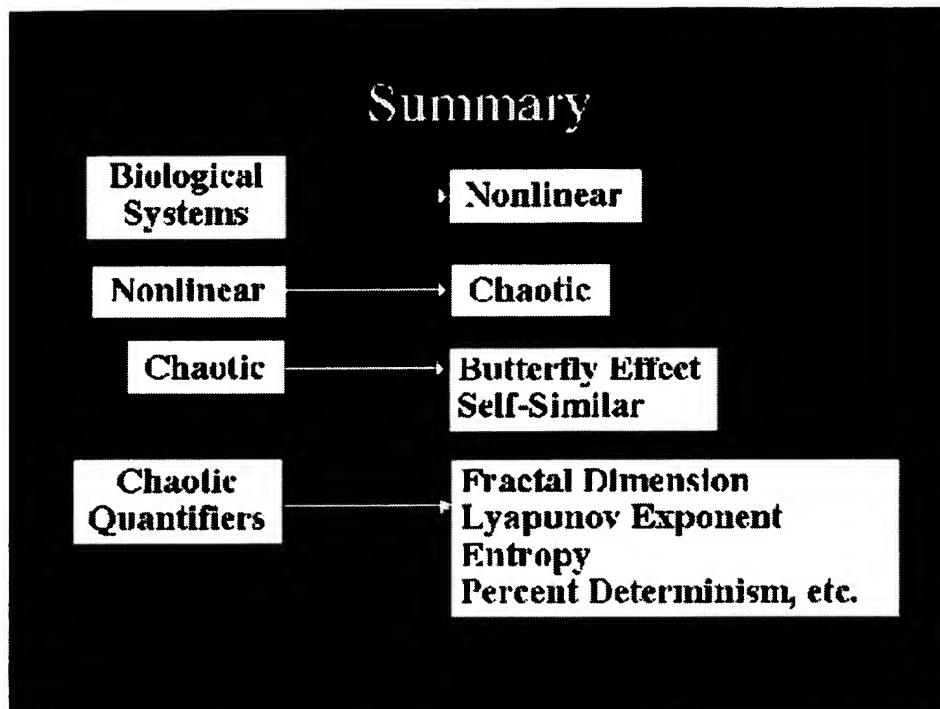 Summary
Biological
Systems
Nonlinear
Nonlinear
Chaotic
Chaotic
Butterfly Effect
Self-Similar
Chaotic
Quantifiers
Fractal Dimension
Lyapunov Exponent
Entropy
Percent Determinism, etc.